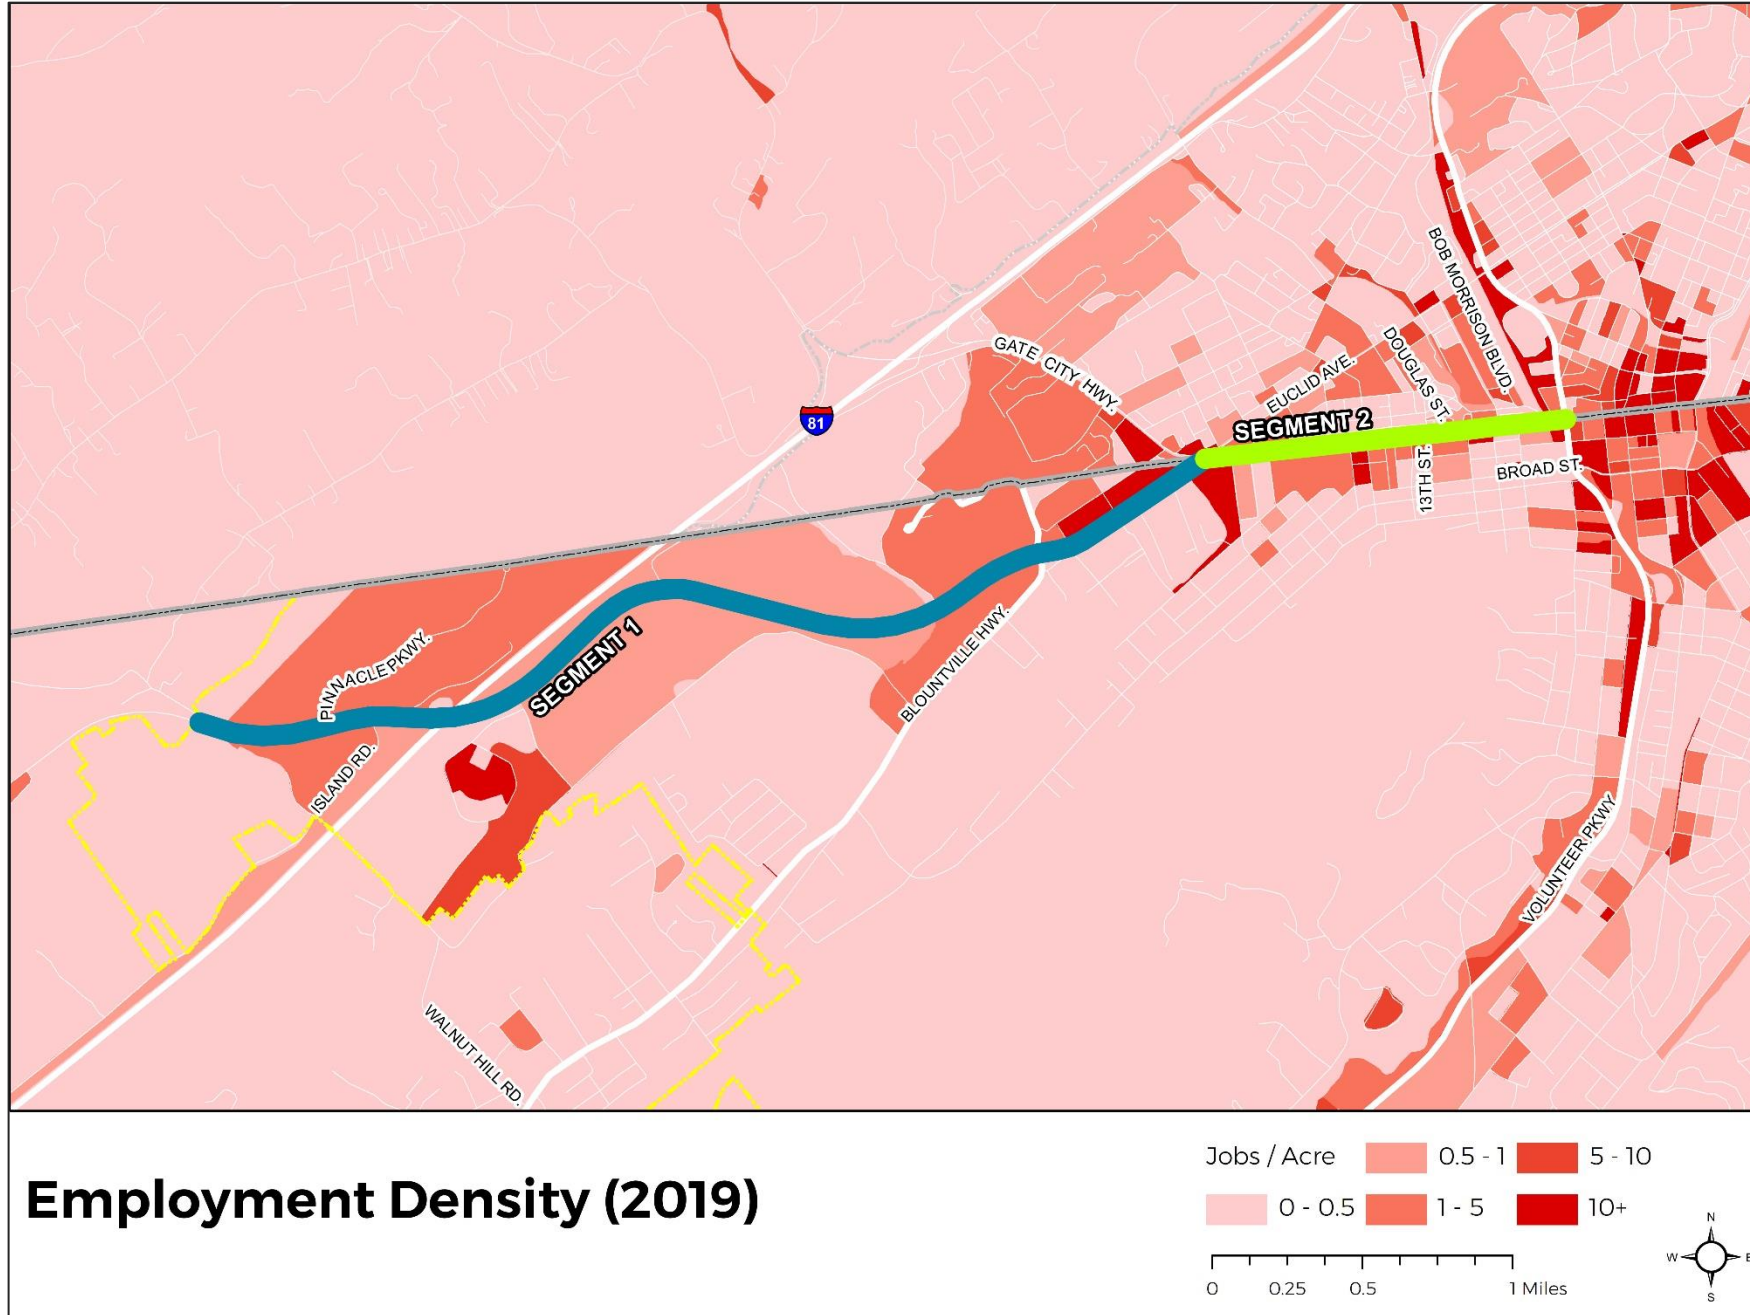 BOB MORRISON BLVD.
GATE CITY HWY.
DOUGLAS ST.
EUCLID AVE.
81
SEGMENT 2
13TH ST.
BROAD ST.
SEGMENT 1
PINNACLE PKWY.
BLOUNTVILLE HWY.
ISLAND RD.
VOLUNTEER PKWY
WALNUT HILL RD.
Employment Density (2019)
Jobs / Acre
0.5 - 1
5 - 10
0 - 0.5
1 - 5
10+
0 0.25 0.5 1 Miles
N
W E
S